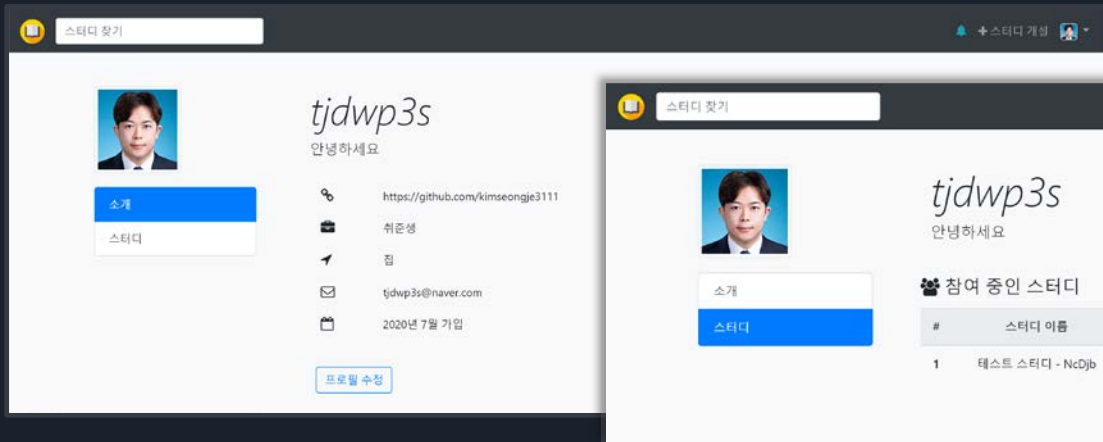 스터디 찾기
스터디 개설
tjdwp3s
안녕하세요
소개
스터디
https://github.com/kimseongje3111
취준생
집
tjdwp3s@naver.com
2020년 7월 가입
프로필 수정
스터디 찾기
tjdwp3s
안녕하세요
소개
스터디
참여 중인 스터디
# 스터디 이름
1 테스트 스터디 - NcDjb